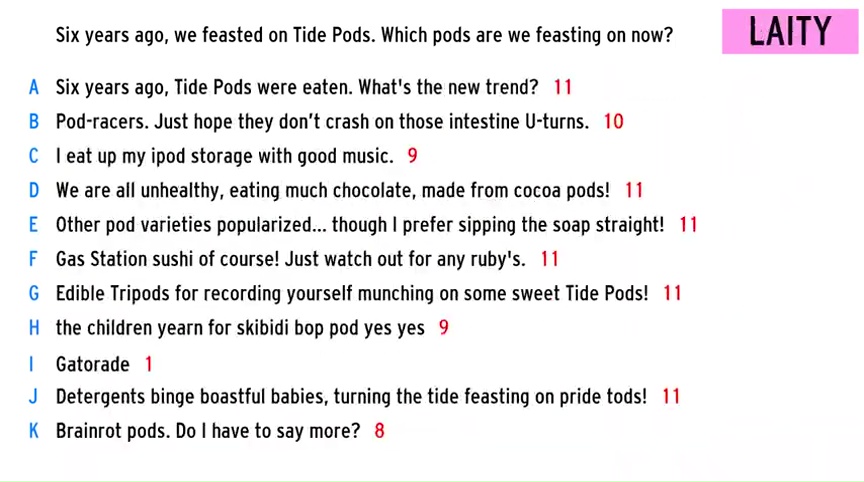 Six years ago, we feasted on Tide Pods. Which pods are we feasting on now?
LAITY
A Six years ago, Tide Pods were eaten. What's the new trend? 11
B Pod-racers. Just hope they don’t crash on those intestine U-turns. 10
C I eat up my ipod storage with good music. 9
D We are all unhealthy, eating much chocolate, made from cocoa pods! 11
E Other pod varieties popularized... though I prefer sipping the soap straight! 11
F Gas Station sushi of course! Just watch out for any ruby's. 11
G Edible Tripods for recording yourself munching on some sweet Tide Pods! 11
H the children yearn for skibidi bop pod yes yes 9
I Gatorade 1
J Detergents binge boastful babies, turning the tide feasting on pride tods! 11
K Brainrot pods. Do I have to say more? 8